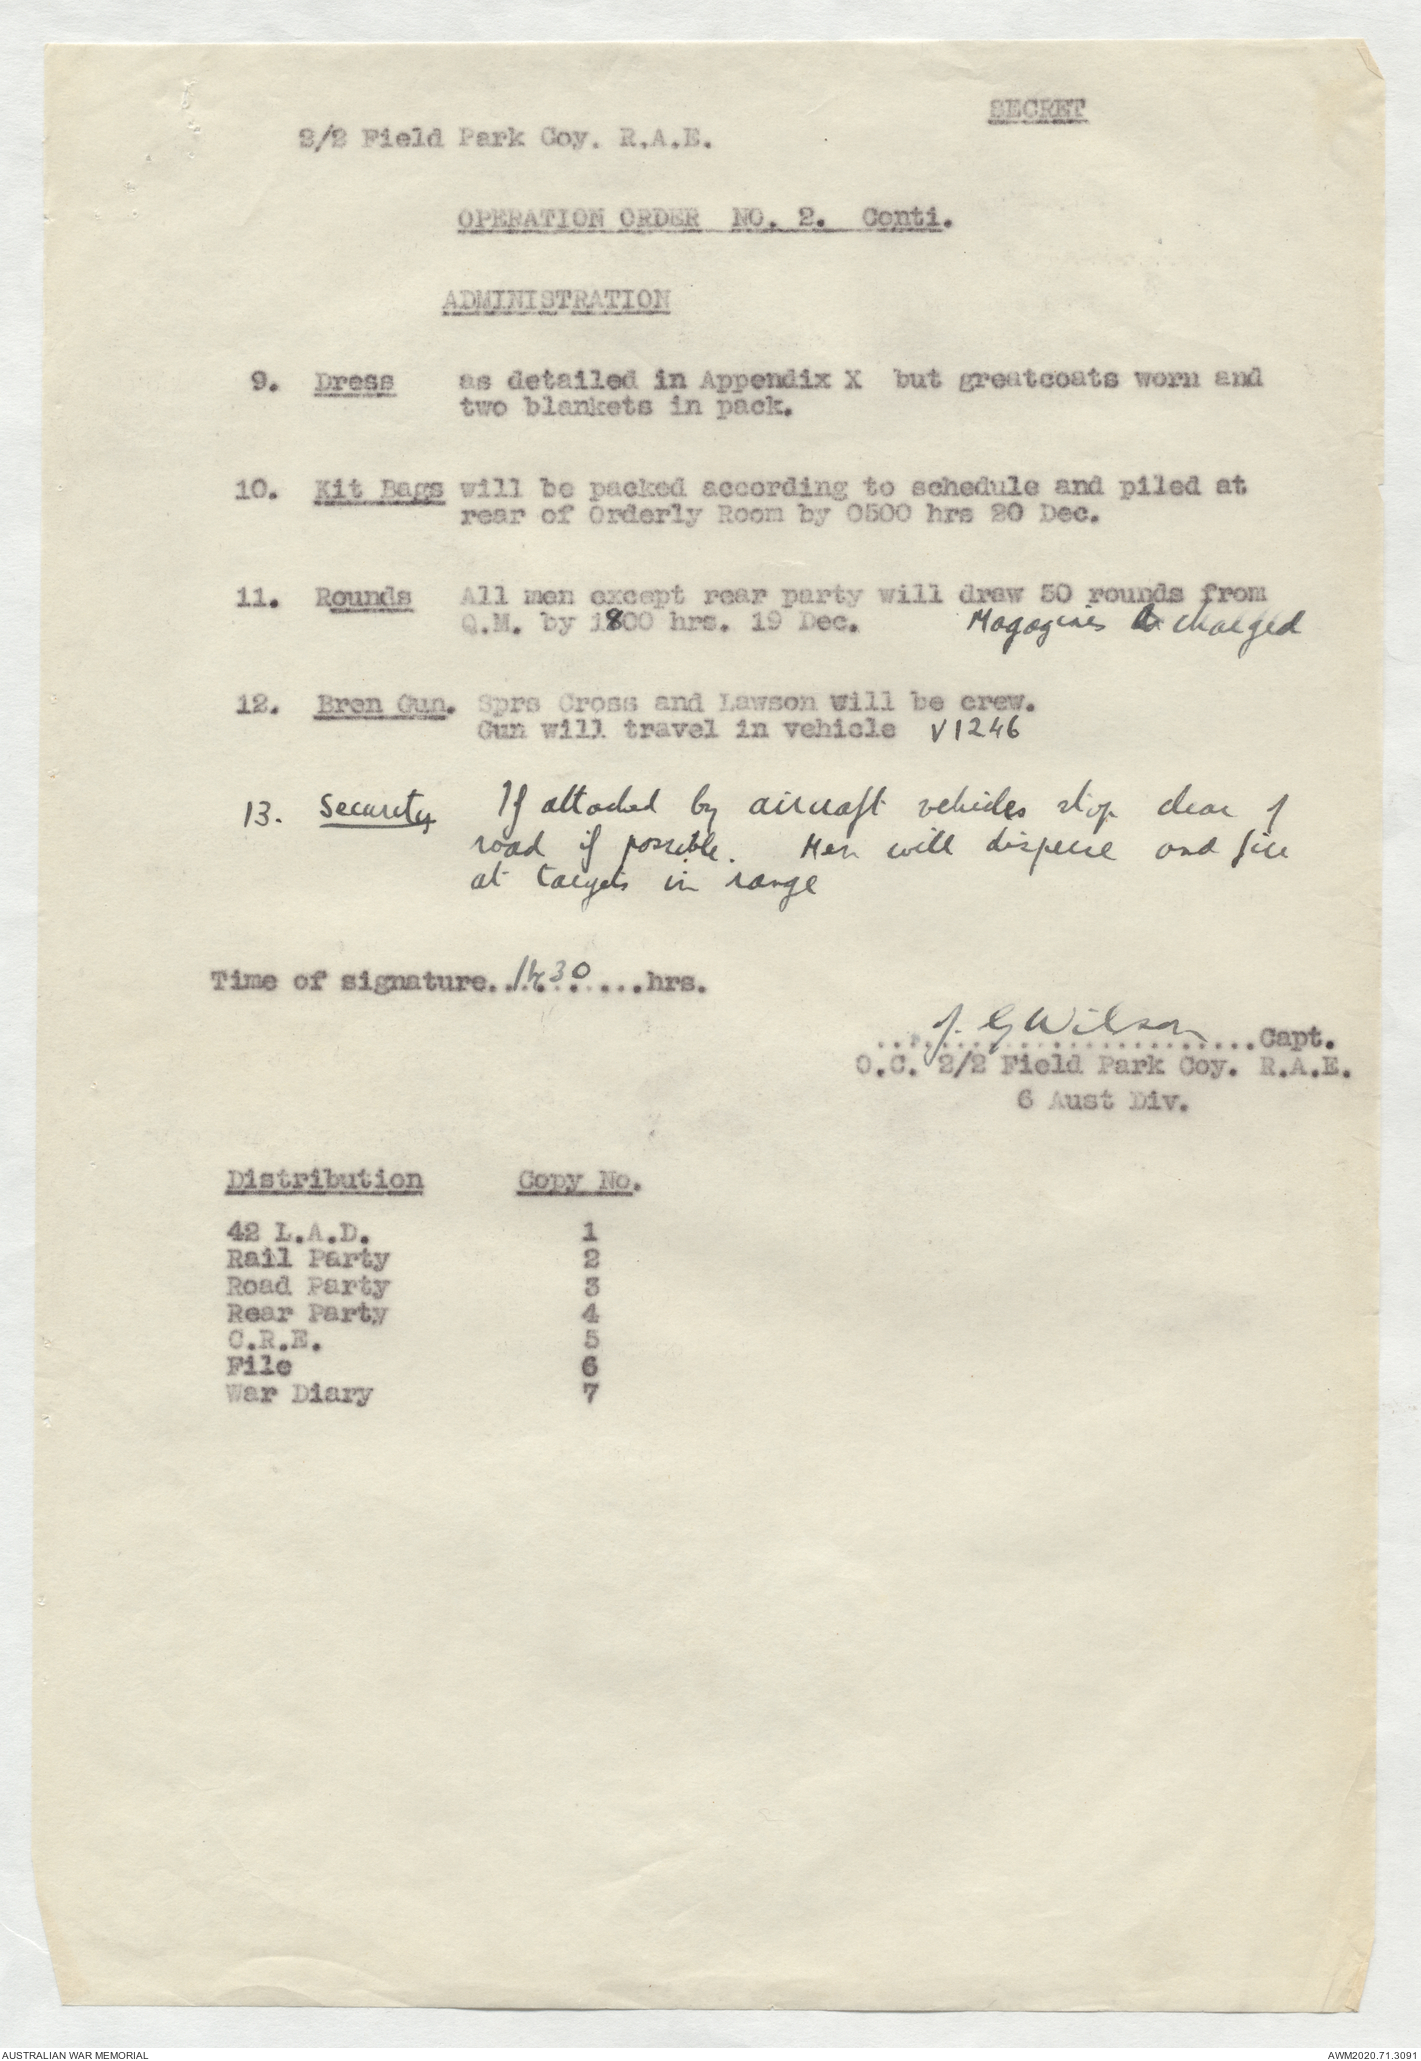 SECRET
2/2 Field Park Coy. R.A.E.
OPERATION ORDER NO. 2. Conti.
ADMINISTRATION
9. Dress as detailed in Appendix X but greatcoats worn and
two blankets in pack.
10. Kit Bags will be packed according to schedule and piled at
rear of Orderly Room by 0500 hrs 20 Dec.
11. Rounds All men except rear party will draw 50 rounds from
Q.M. by 1800 hrs. 19 Dec. Magazines charged
12. Bren Gun. Sprs Cross and Lawson will be crew.
Gun will travel in vehicle V1246
13. Security If attacked by aircraft vehicles stop clear of
road if possible. Men will disperse and fire
at targets in range
Time of signature.. ....hrs.
J. G Wilson Capt.
O.C. 2/2 Field Park Coy. R.A.E.
6 Aust Div.
Distribution Copy No.
42 L.A.D. 1
Rail Party 2
Road Party 3
Rear Party 4
C.R.E. 5
File 6
War Diary 7
AUSTRALIAN WAR MEMORIAL AWM2020.71.3091